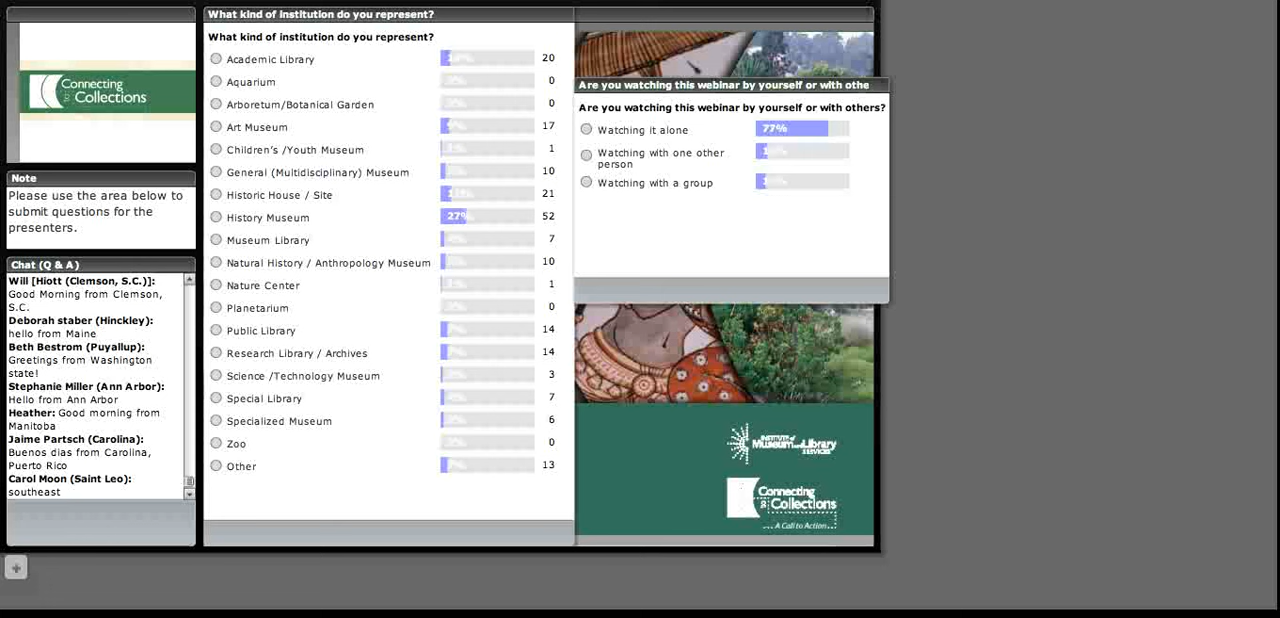 Connecting
to Collections
Note
Please use the area below to
submit questions for the
presenters.
Chat (Q & A)
Will [Hiott (Clemson, S.C.)]:
Good Morning from Clemson,
S.C.
Deborah staber (Hinckley):
hello from Maine
Beth Bestrom (Puyallup):
Greetings from Washington
state!
Stephanie Miller (Ann Arbor):
Hello from Ann Arbor
Heather: Good morning from
Manitoba
Jaime Partsch (Carolina):
Buenos dias from Carolina,
Puerto Rico
Carol Moon (Saint Leo):
southeast
What kind of institution do you represent?
What kind of institution do you represent?
Academic Library 20
Aquarium 0
Arboretum/Botanical Garden 0
Art Museum 17
Children's /Youth Museum 1
General (Multidisciplinary) Museum 10
Historic House / Site 21
History Museum 27% 52
Museum Library 7
Natural History / Anthropology Museum 10
Nature Center 1
Planetarium 0
Public Library 14
Research Library / Archives 14
Science /Technology Museum 3
Special Library 7
Specialized Museum 6
Zoo 0
Other 13
Are you watching this webinar by yourself or with othe
Are you watching this webinar by yourself or with others?
Watching it alone 77%
Watching with one other
person
Watching with a group
INSTITUTE of
Museum and Library
SERVICES
Connecting
to Collections
A Call to Action